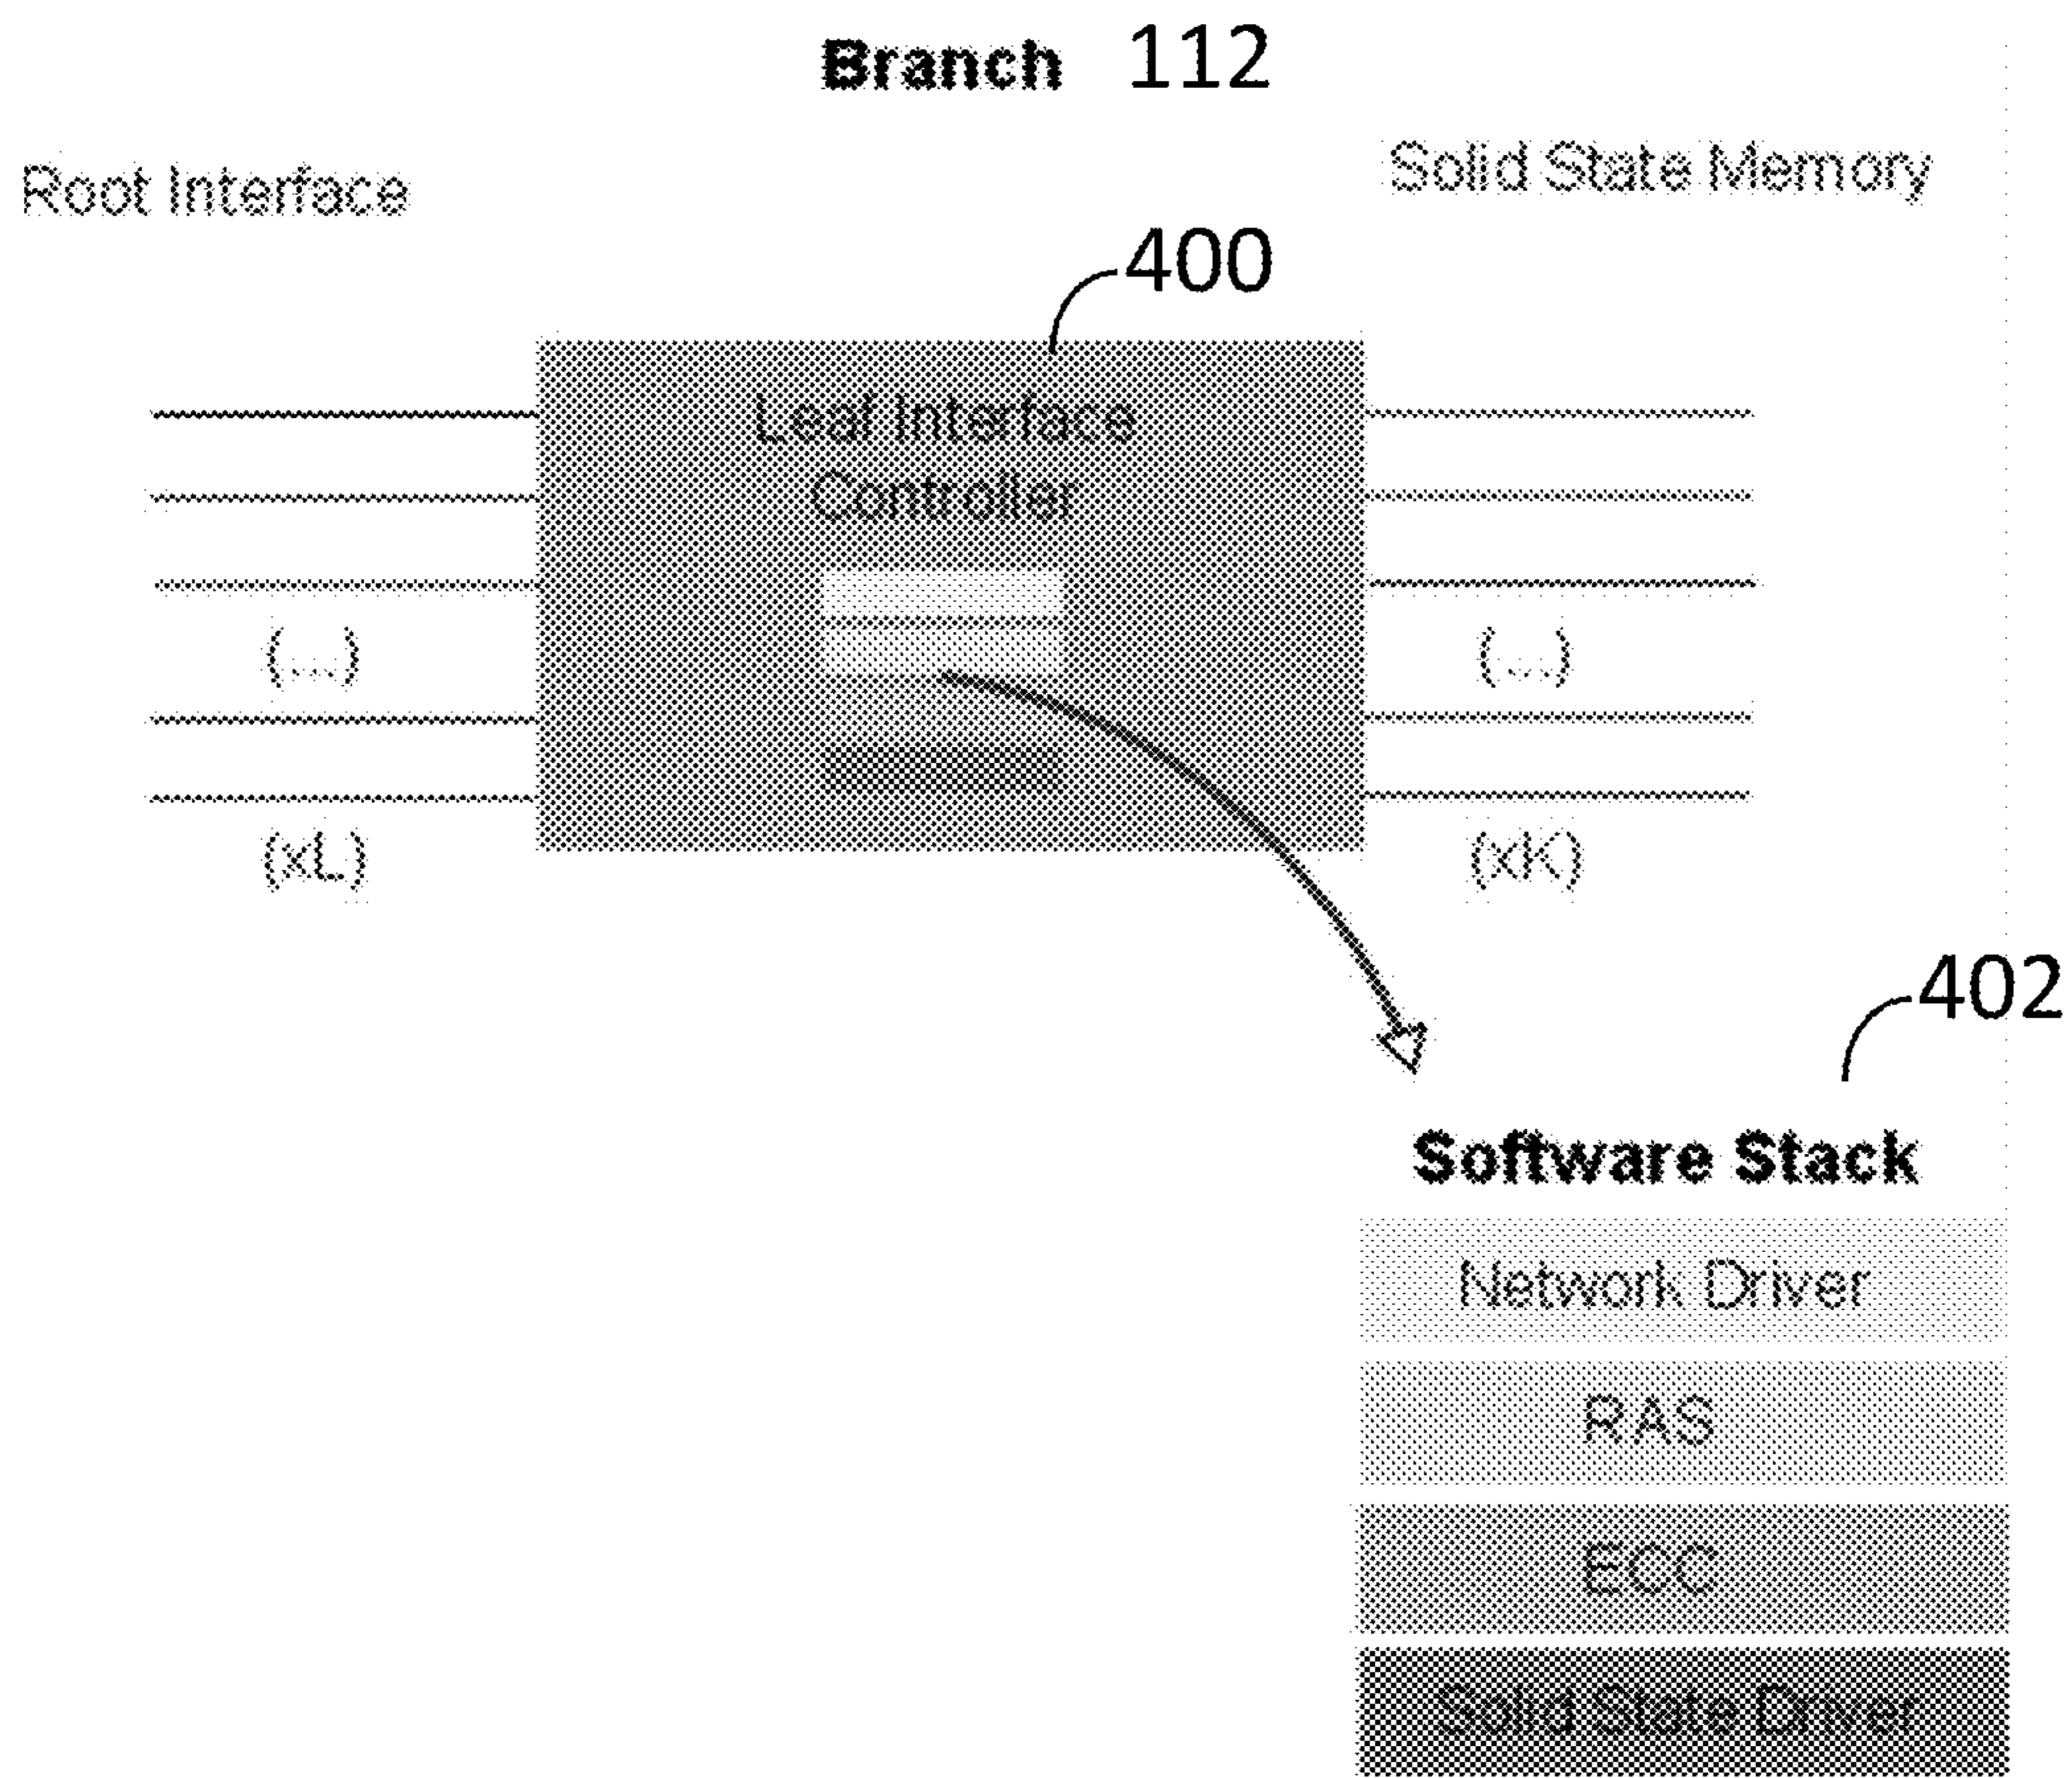 Branch 112
Root Interface
Solid State Memory
400
Leaf Interface
Controller
(...)
(...)
(xL)
(xK)
402
Software Stack
Network Driver
RAS
ECC
Solid State Driver